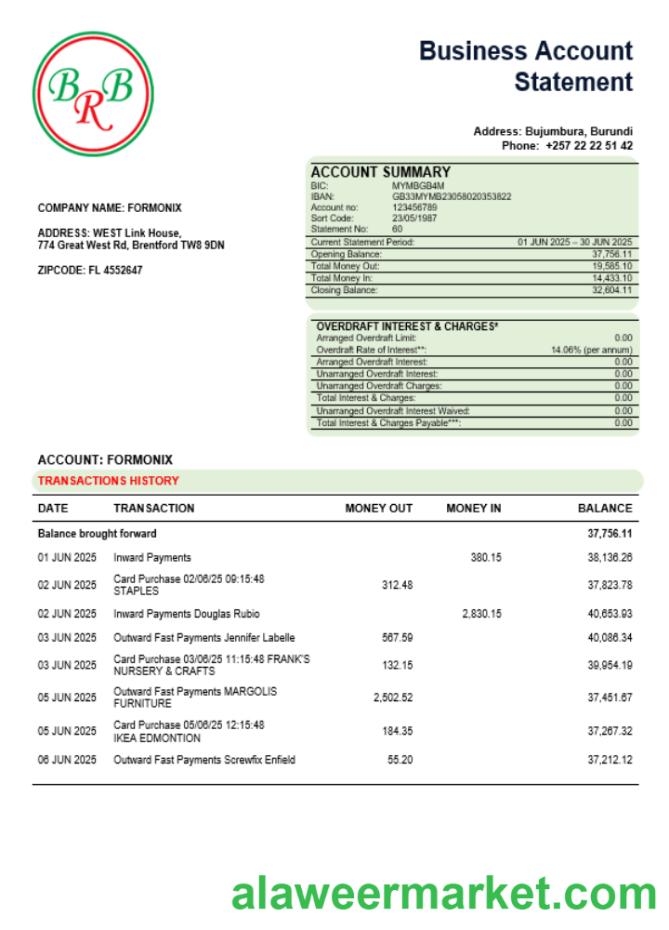 BRB
Business Account
Statement
Address: Bujumbura, Burundi
Phone: +257 22 22 51 42
COMPANY NAME: FORMONIX
ADDRESS: WEST Link House,
774 Great West Rd, Brentford TW8 9DN
ZIPCODE: FL 4552647
ACCOUNT SUMMARY
BIC: MYMBGB4M
IBAN: GB33MYMB23058020353822
Account no: 123456789
Sort Code: 23/05/1987
Statement No: 60
Current Statement Period: 01 JUN 2025 – 30 JUN 2025
Opening Balance: 37,756.11
Total Money Out: 19,585.10
Total Money In: 14,433.10
Closing Balance: 32,604.11
OVERDRAFT INTEREST & CHARGES*
Arranged Overdraft Limit: 0.00
Overdraft Rate of Interest**: 14.06% (per annum)
Arranged Overdraft Interest: 0.00
Unarranged Overdraft Interest: 0.00
Unarranged Overdraft Charges: 0.00
Total Interest & Charges: 0.00
Unarranged Overdraft Interest Waived: 0.00
Total Interest & Charges Payable***: 0.00
ACCOUNT: FORMONIX
TRANSACTIONS HISTORY
DATE TRANSACTION MONEY OUT MONEY IN BALANCE
Balance brought forward 37,756.11
01 JUN 2025 Inward Payments 380.15 38,136.26
02 JUN 2025 Card Purchase 02/06/25 09:15:48
STAPLES 312.48 37,823.78
02 JUN 2025 Inward Payments Douglas Rubio 2,830.15 40,653.93
03 JUN 2025 Outward Fast Payments Jennifer Labelle 567.59 40,086.34
03 JUN 2025 Card Purchase 03/06/25 11:15:48 FRANK'S
NURSERY & CRAFTS 132.15 39,954.19
05 JUN 2025 Outward Fast Payments MARGOLIS
FURNITURE 2,502.52 37,451.67
05 JUN 2025 Card Purchase 05/06/25 12:15:48
IKEA EDMONTION 184.35 37,267.32
06 JUN 2025 Outward Fast Payments Screwfix Enfield 55.20 37,212.12
alaweermarket.com